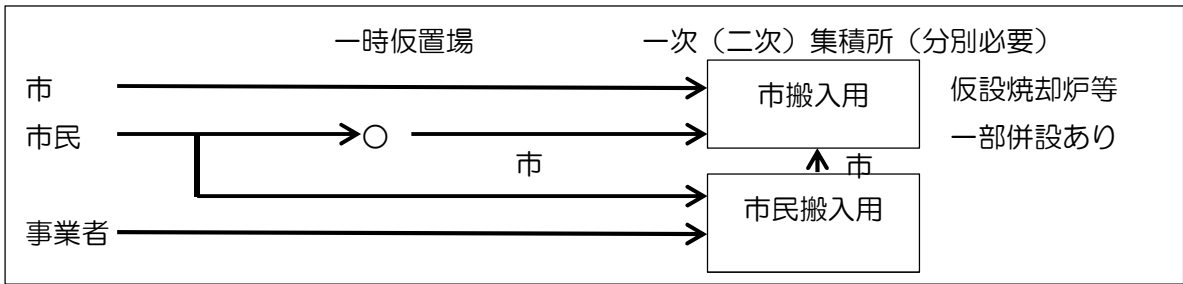 一時仮置場 一次（二次）集積所（分別必要）
市 市搬入用 仮設焼却炉等
市民 ○ 一部併設あり
市 市
市民搬入用
事業者